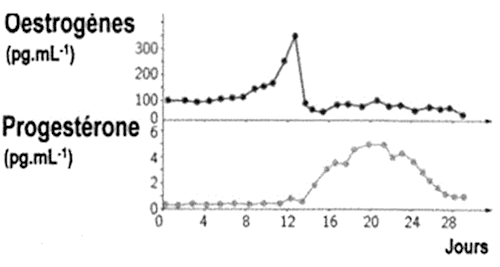 Oestrogènes
(pg.mL-1)
300
200
100
0
Progestérone
(pg.mL-1)
6
4
2
0
0 4 8 12 16 20 24 28
Jours